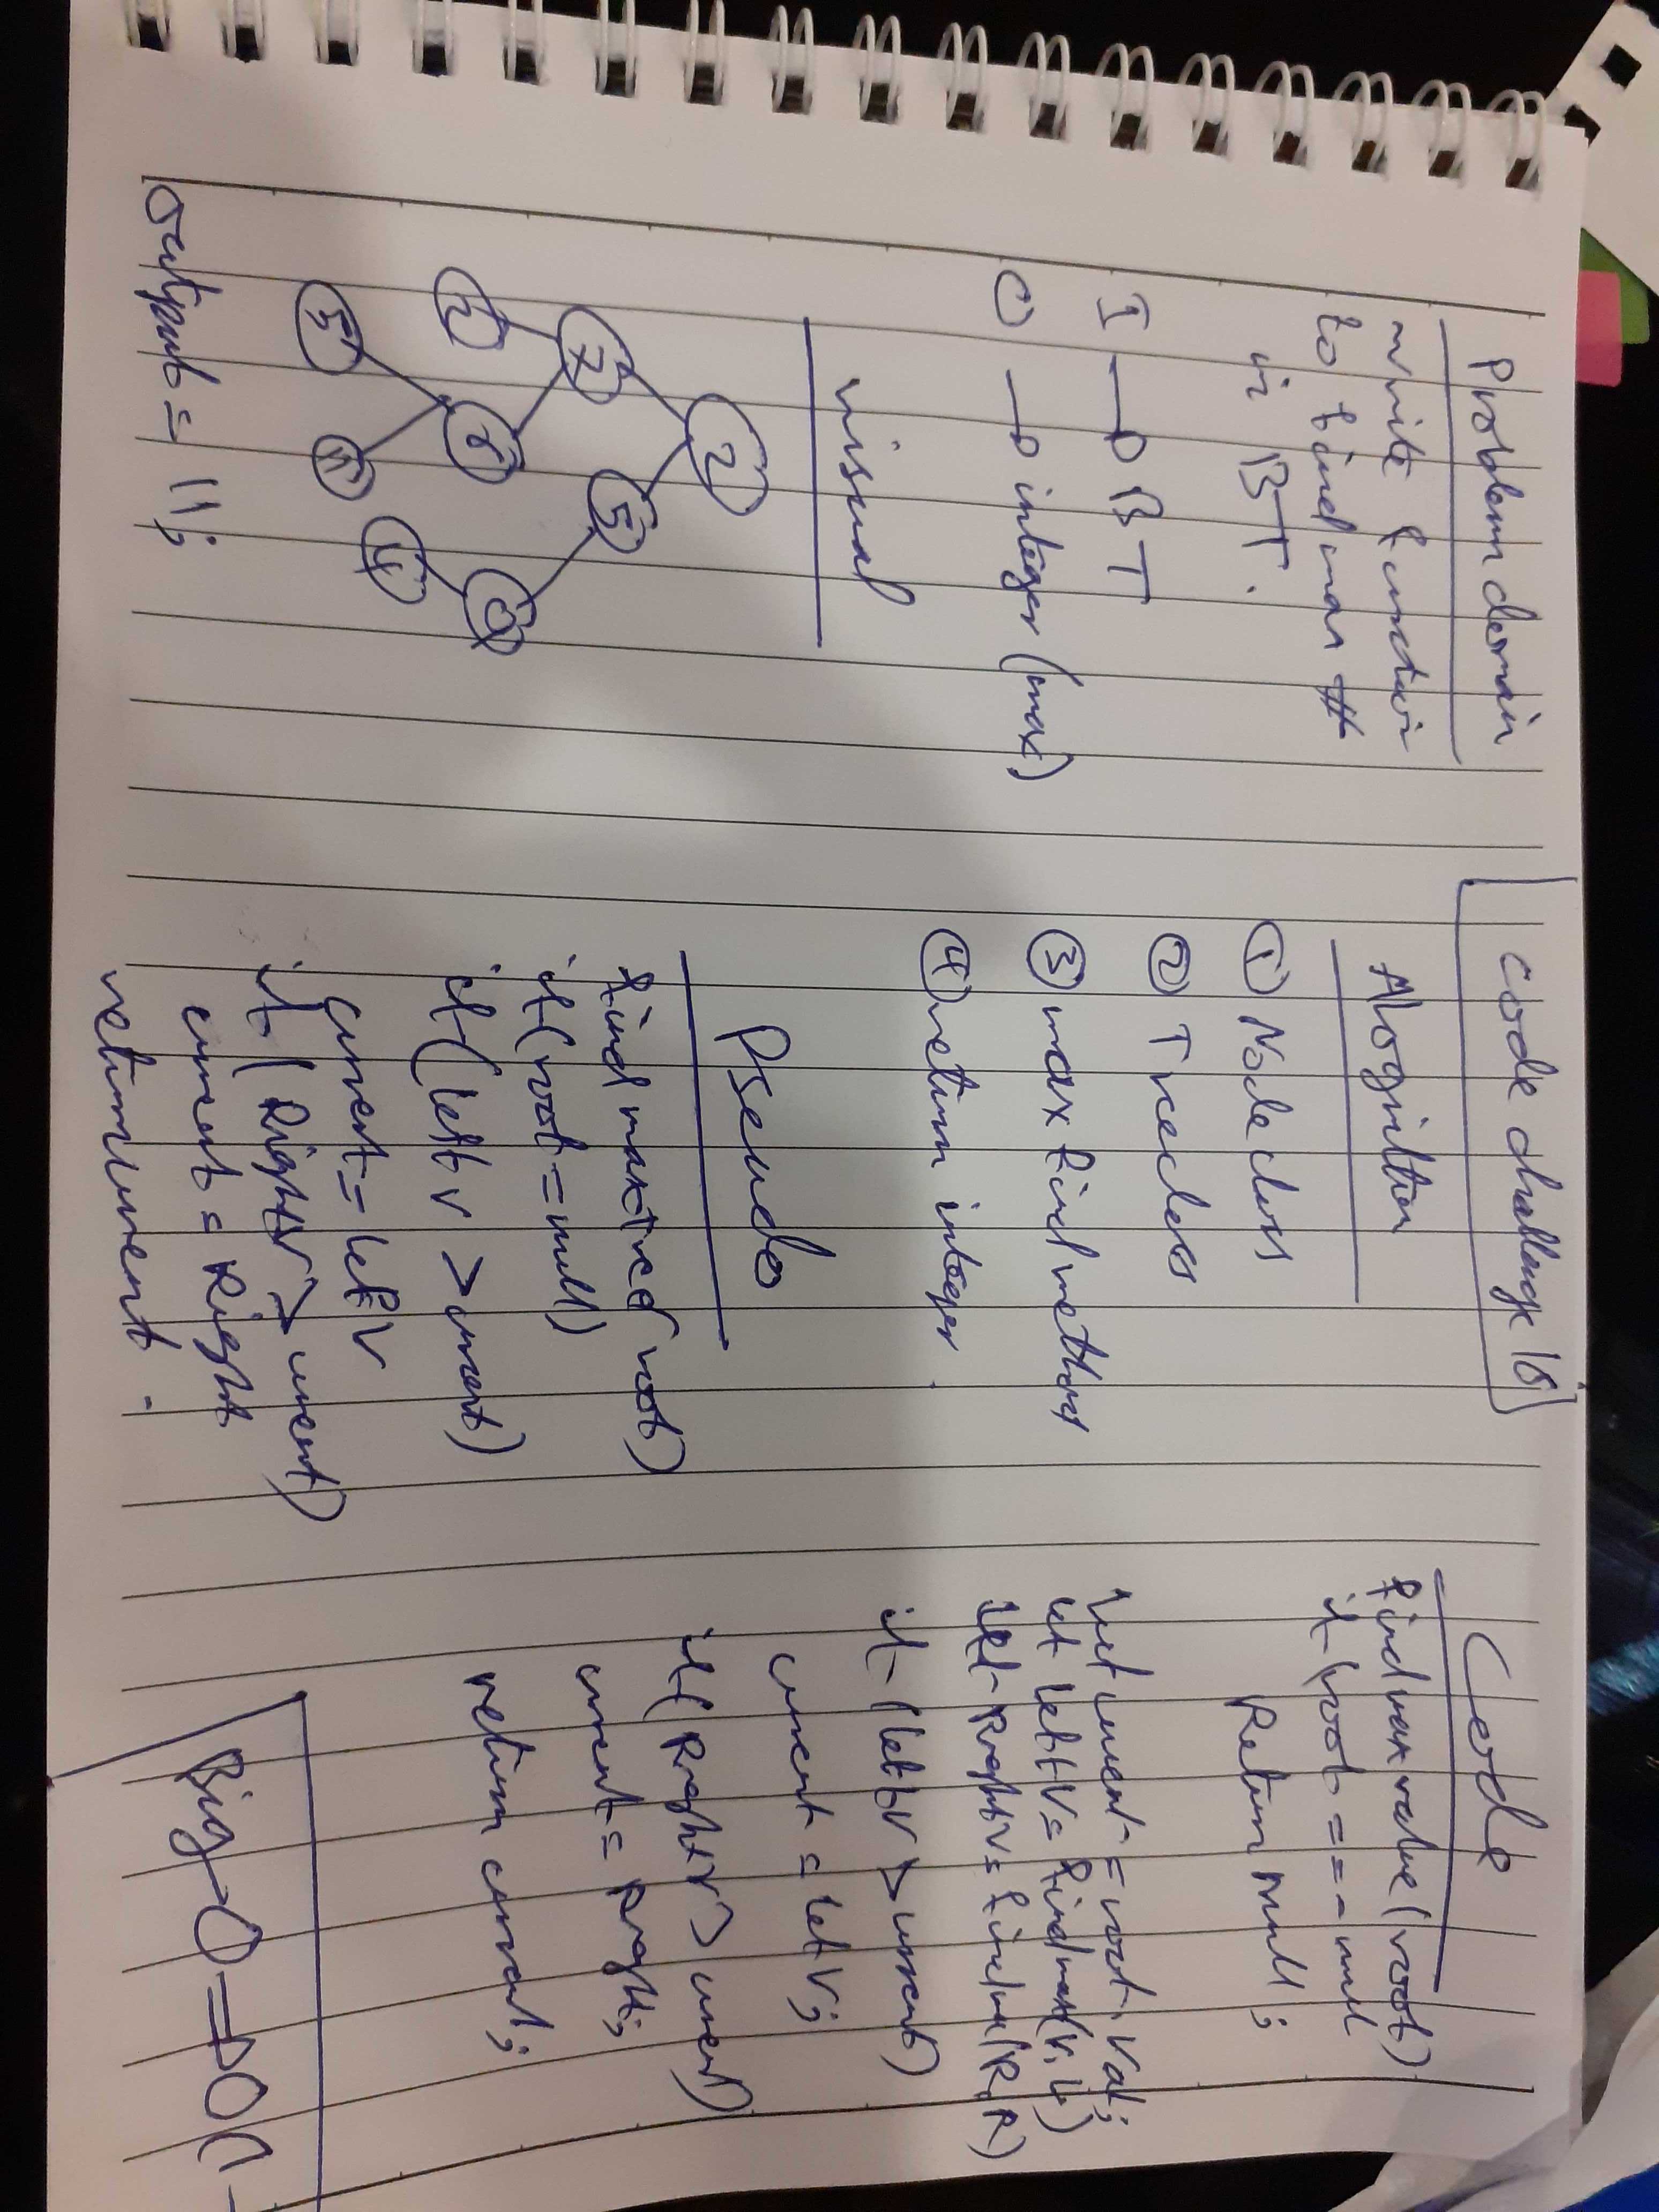 Code challenge 16
Problem domain
write function
to find max #
in BT.
I → BT
O → integer (max)
visual
2
7
5
2
6
9
5
11
4
output = 11;
Alogrithm
① Node class
② Tree class
③ max find method
④ return integer
Pseudo
find max tree(root)
if(root = null)
if(left v > current)
current = left v
if(Right v > current)
current = Right
return current.
Code
find max value(root)
if(root === null
Return null;
let current = root.val;
let leftV = findmax(r.L)
let RightV = findmax(R.R)
if(leftV > current)
current = left v;
if(RightV > current)
current = Right;
return current;
Big O => O(